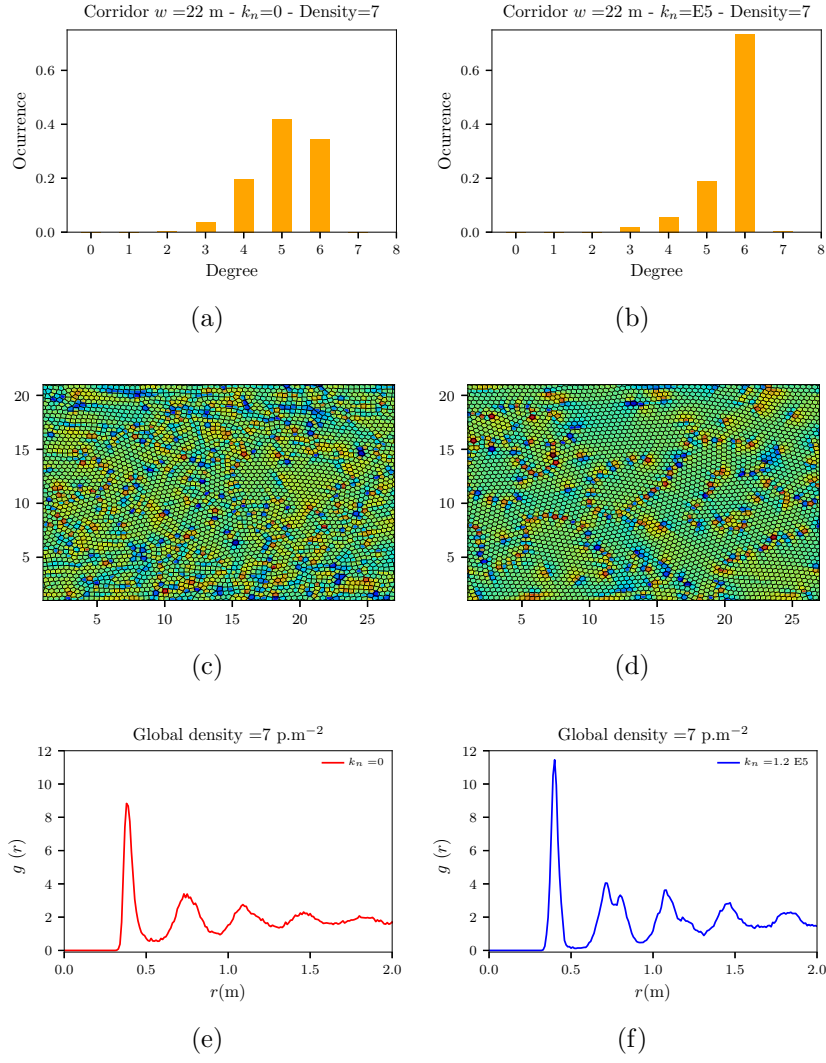 Corridor w =22 m - kₙ=0 - Density=7
0.6
0.4
0.2
0.0
Ocurrence
0 1 2 3 4 5 6 7 8
Degree
(a)
Corridor w =22 m - kₙ=E5 - Density=7
0.6
0.4
0.2
0.0
Ocurrence
0 1 2 3 4 5 6 7 8
Degree
(b)
20
15
10
5
5 10 15 20 25
(c)
20
15
10
5
5 10 15 20 25
(d)
Global density =7 p.m⁻²
kₙ =0
12
10
8
6
4
2
0
g (r)
0.0 0.5 1.0 1.5 2.0
r(m)
(e)
Global density =7 p.m⁻²
kₙ =1.2 E5
12
10
8
6
4
2
0
g (r)
0.0 0.5 1.0 1.5 2.0
r(m)
(f)